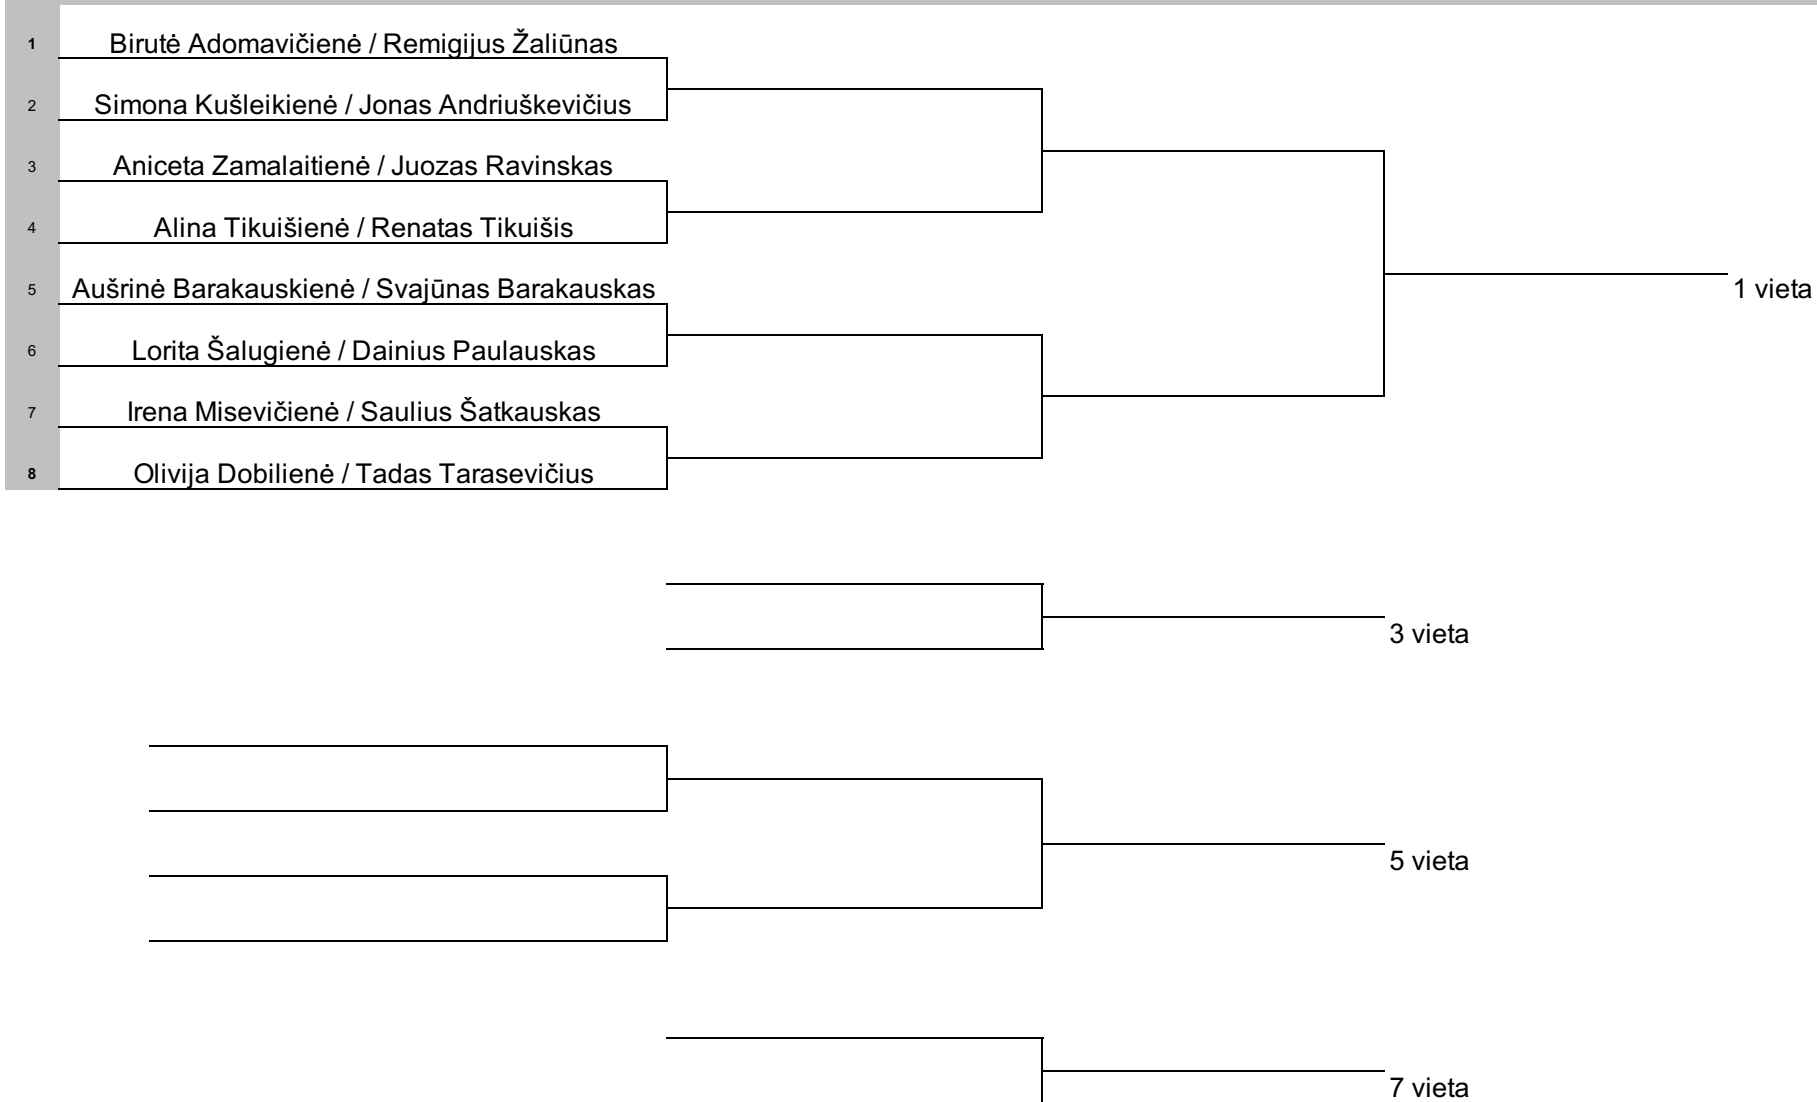 1 Birutė Adomavičienė / Remigijus Žaliūnas
2 Simona Kušleikienė / Jonas Andriuškevičius
3 Aniceta Zamalaitienė / Juozas Ravinskas
4 Alina Tikuišienė / Renatas Tikuišis
5 Aušrinė Barakauskienė / Svajūnas Barakauskas
1 vieta
6 Lorita Šalugienė / Dainius Paulauskas
7 Irena Misevičienė / Saulius Šatkauskas
8 Olivija Dobilienė / Tadas Tarasevičius
3 vieta
5 vieta
7 vieta